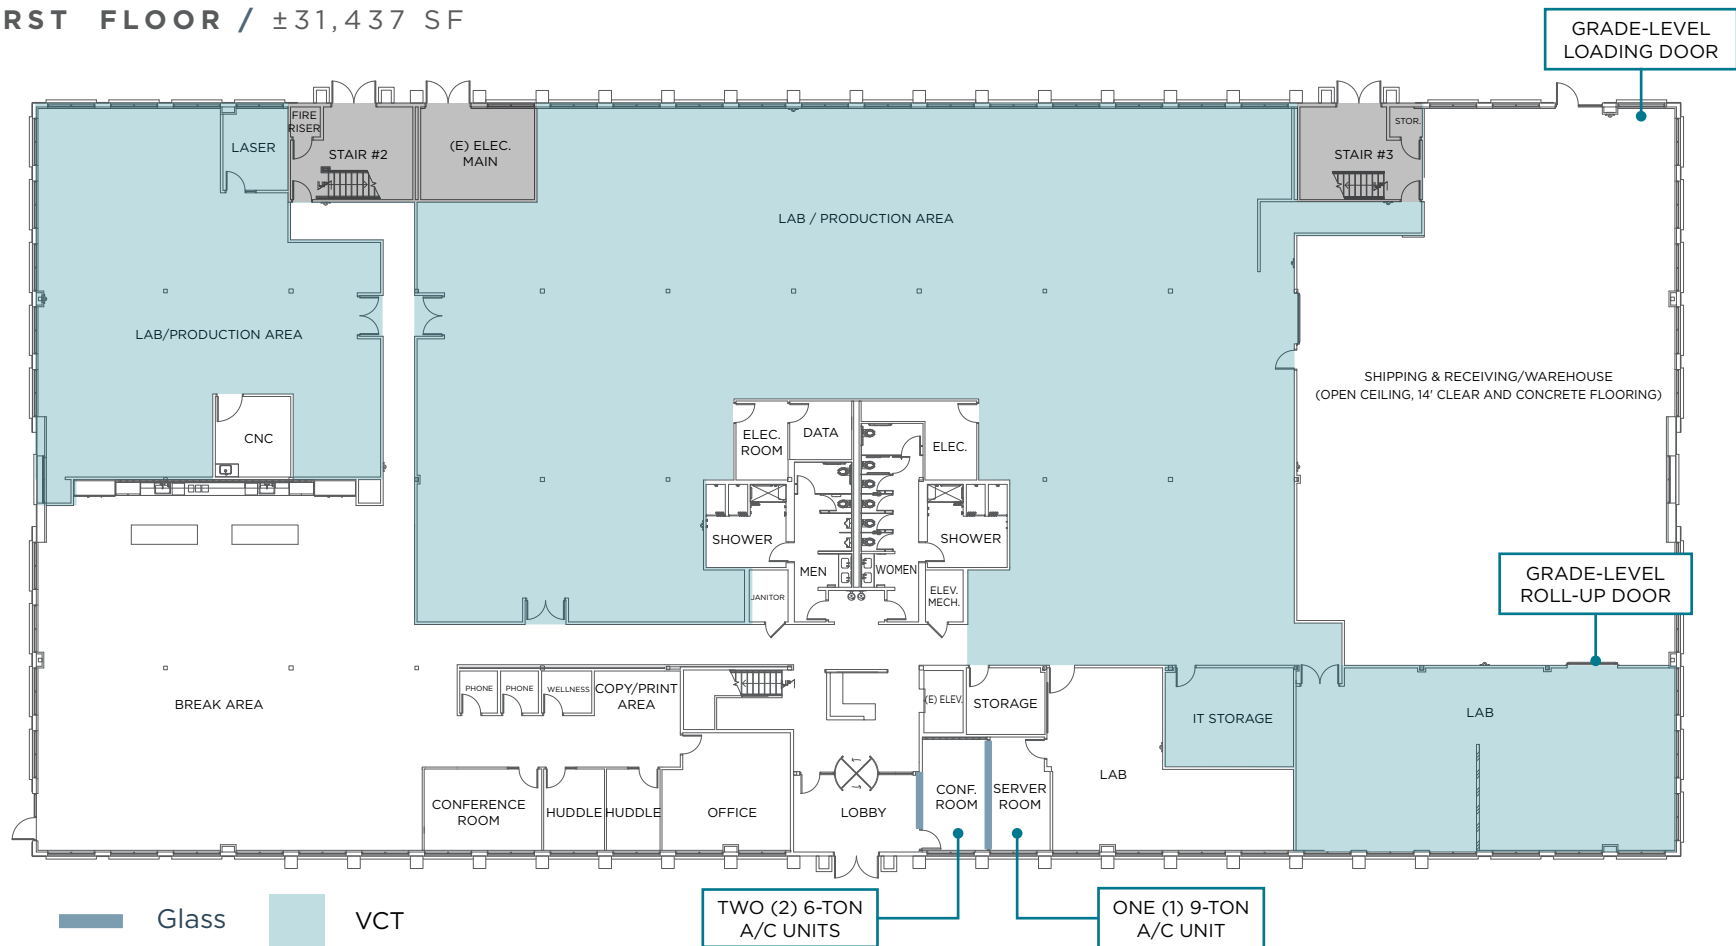 RST FLOOR / ±31,437 SF
GRADE-LEVEL
LOADING DOOR
FIRE
RISER
LASER
STAIR #2
(E) ELEC.
MAIN
STAIR #3
STOR.
LAB / PRODUCTION AREA
LAB/PRODUCTION AREA
SHIPPING & RECEIVING/WAREHOUSE
(OPEN CEILING, 14' CLEAR AND CONCRETE FLOORING)
CNC
ELEC.
ROOM
DATA
ELEC.
SHOWER
SHOWER
MEN
WOMEN
JANITOR
ELEV.
MECH.
GRADE-LEVEL
ROLL-UP DOOR
BREAK AREA
PHONE
PHONE
WELLNESS
COPY/PRINT
AREA
(E) ELEV.
STORAGE
IT STORAGE
LAB
LAB
CONFERENCE
ROOM
HUDDLE
HUDDLE
OFFICE
LOBBY
CONF.
ROOM
SERVER
ROOM
TWO (2) 6-TON
A/C UNITS
ONE (1) 9-TON
A/C UNIT
Glass
VCT